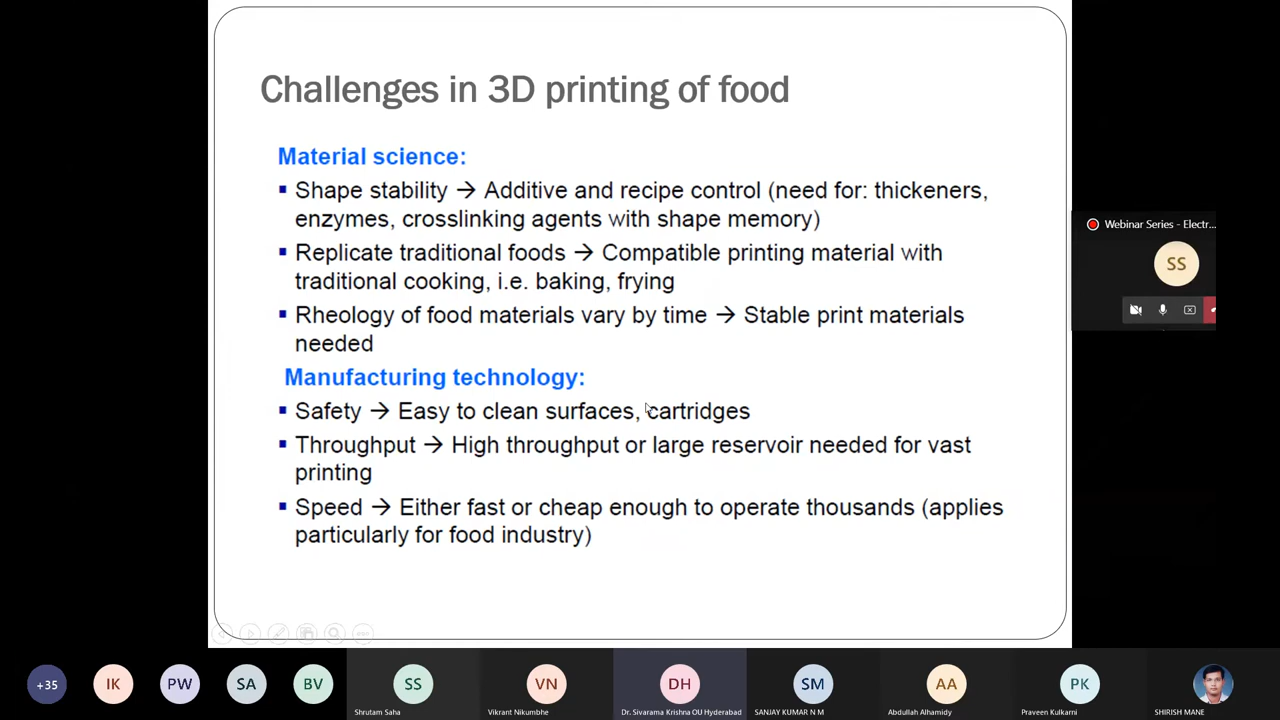 Challenges in 3D printing of food
Material science:
▪ Shape stability → Additive and recipe control (need for: thickeners,
enzymes, crosslinking agents with shape memory)
▪ Replicate traditional foods → Compatible printing material with
traditional cooking, i.e. baking, frying
▪ Rheology of food materials vary by time → Stable print materials
needed
Manufacturing technology:
▪ Safety → Easy to clean surfaces, cartridges
▪ Throughput → High throughput or large reservoir needed for vast
printing
▪ Speed → Either fast or cheap enough to operate thousands (applies
particularly for food industry)
Webinar Series - Electr...
SS
+35
IK
PW
SA
BV
SS
VN
DH
SM
AA
PK
Shrutam Saha
Vikrant Nikumbhe
Dr. Sivarama Krishna OU Hyderabad
SANJAY KUMAR N M
Abdullah Alhamidy
Praveen Kulkarni
SHIRISH MANE